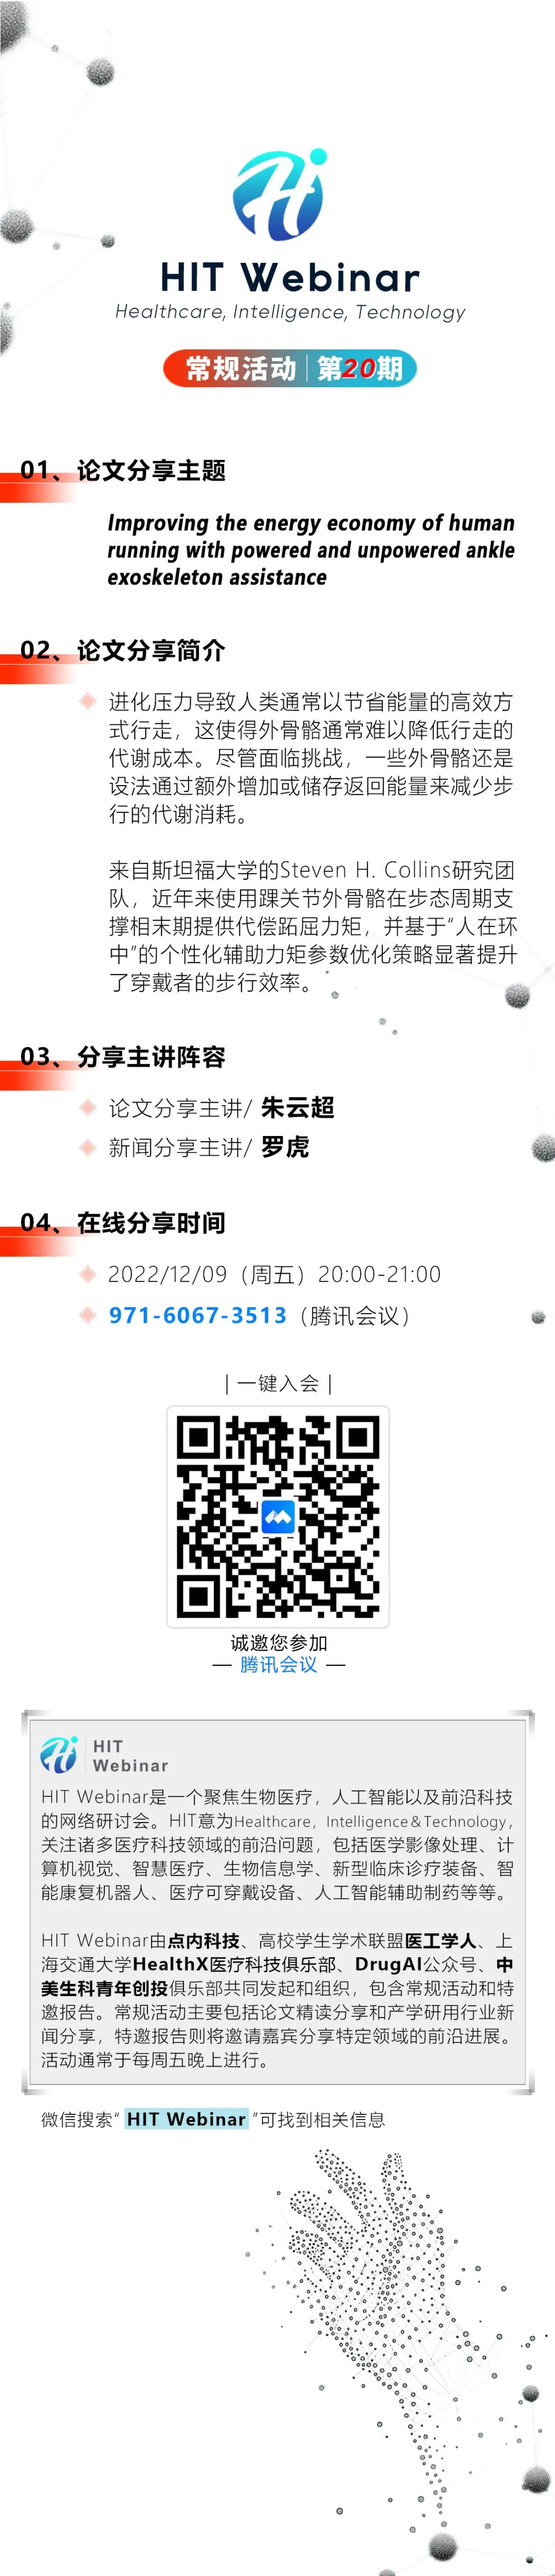 HIT Webinar
Healthcare, Intelligence, Technology
常规活动 | 第20期
01、论文分享主题
Improving the energy economy of human
running with powered and unpowered ankle
exoskeleton assistance
02、论文分享简介
进化压力导致人类通常以节省能量的高效方
式行走，这使得外骨骼通常难以降低行走的
代谢成本。尽管面临挑战，一些外骨骼还是
设法通过额外增加或储存返回能量来减少步
行的代谢消耗。
来自斯坦福大学的Steven H. Collins研究团
队，近年来使用踝关节外骨骼在步态周期支
撑相末期提供代偿跖屈力矩，并基于“人在环
中”的个性化辅助力矩参数优化策略显著提升
了穿戴者的步行效率。
03、分享主讲阵容
论文分享主讲/ 朱云超
新闻分享主讲/ 罗虎
04、在线分享时间
2022/12/09（周五）20:00-21:00
971-6067-3513（腾讯会议）
| 一键入会 |
诚邀您参加
— 腾讯会议 —
HIT
Webinar
HIT Webinar是一个聚焦生物医疗，人工智能以及前沿科技
的网络研讨会。HIT意为Healthcare，Intelligence＆Technology，
关注诸多医疗科技领域的前沿问题，包括医学影像处理、计
算机视觉、智慧医疗、生物信息学、新型临床诊疗装备、智
能康复机器人、医疗可穿戴设备、人工智能辅助制药等等。
HIT Webinar由点内科技、高校学生学术联盟医工学人、上
海交通大学HealthX医疗科技俱乐部、DrugAI公众号、中
美生科青年创投俱乐部共同发起和组织，包含常规活动和特
邀报告。常规活动主要包括论文精读分享和产学研用行业新
闻分享，特邀报告则将邀请嘉宾分享特定领域的前沿进展。
活动通常于每周五晚上进行。
微信搜索“ HIT Webinar ”可找到相关信息